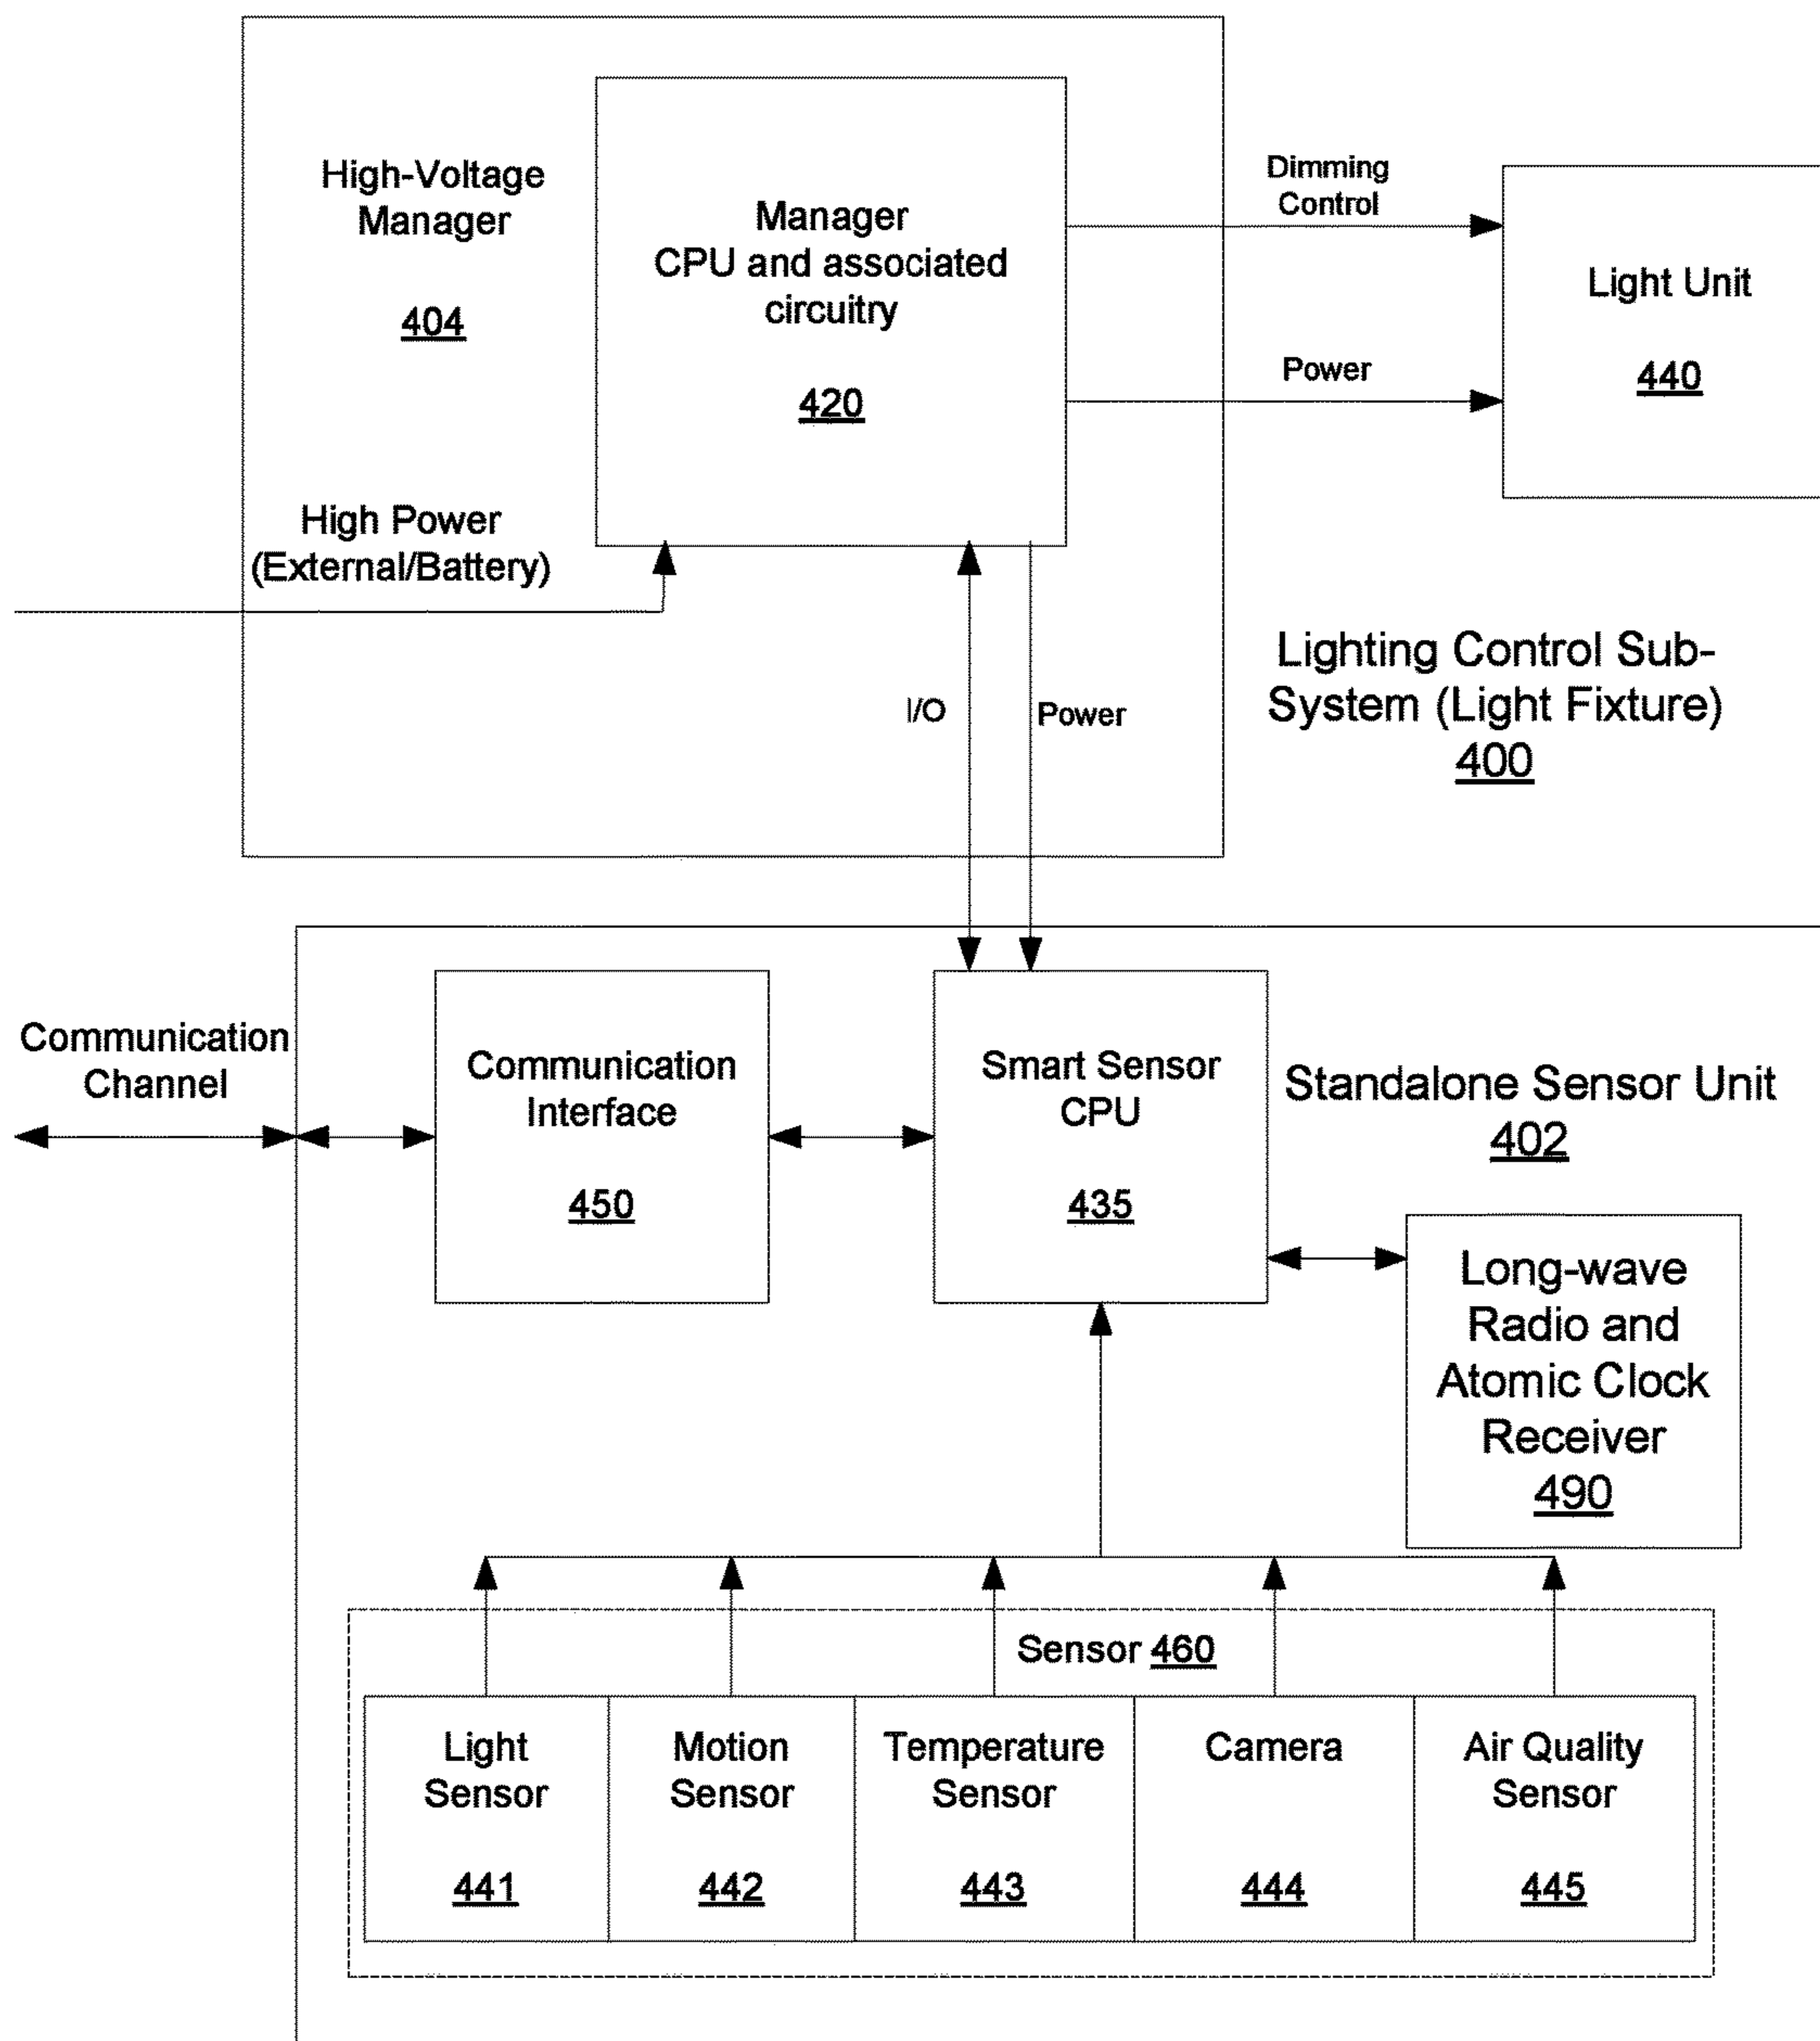 High-Voltage
Manager
404
Manager
CPU and associated
circuitry
420
Dimming
Control
Power
Light Unit
440
High Power
(External/Battery)
I/O
Power
Lighting Control Sub-
System (Light Fixture)
400
Communication
Channel
Communication
Interface
450
Smart Sensor
CPU
435
Standalone Sensor Unit
402
Long-wave
Radio and
Atomic Clock
Receiver
490
Sensor 460
Light
Sensor
441
Motion
Sensor
442
Temperature
Sensor
443
Camera
444
Air Quality
Sensor
445